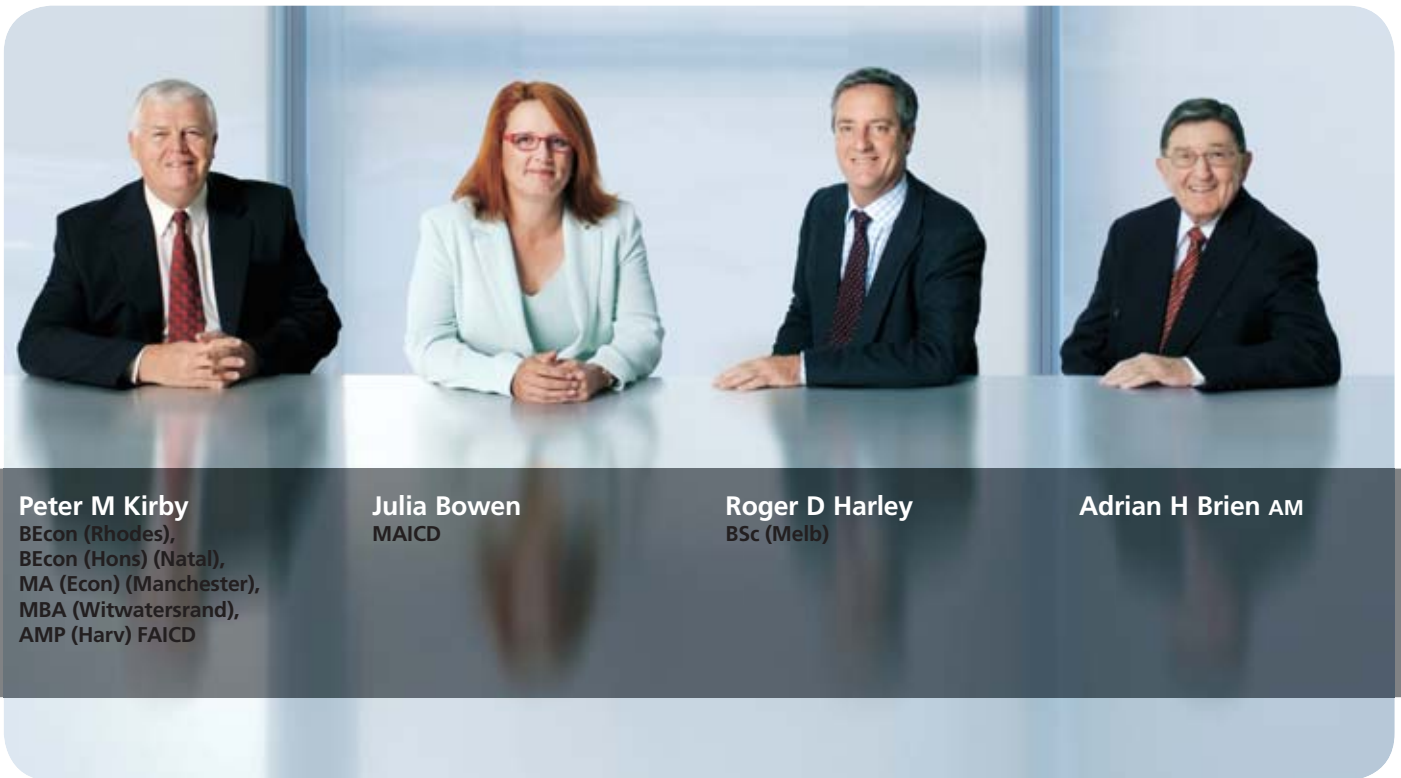 Peter M Kirby
BEcon (Rhodes),
BEcon (Hons) (Natal),
MA (Econ) (Manchester),
MBA (Witwatersrand),
AMP (Harv) FAICD
Julia Bowen
MAICD
Roger D Harley
BSc (Melb)
Adrian H Brien AM